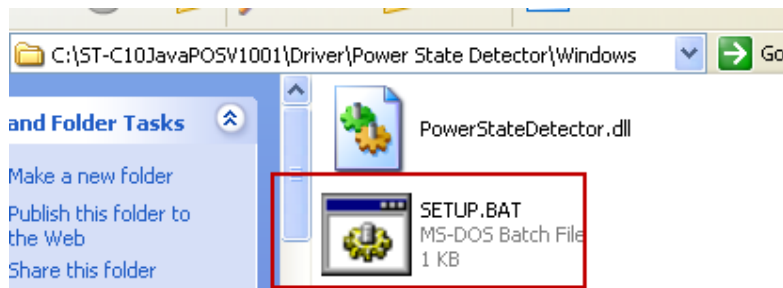 C:\ST-C10JavaPOSV1001\Driver\Power State Detector\Windows
Go
and Folder Tasks
Make a new folder
Publish this folder to
the Web
Share this folder
PowerStateDetector.dll
SETUP.BAT
MS-DOS Batch File
1 KB